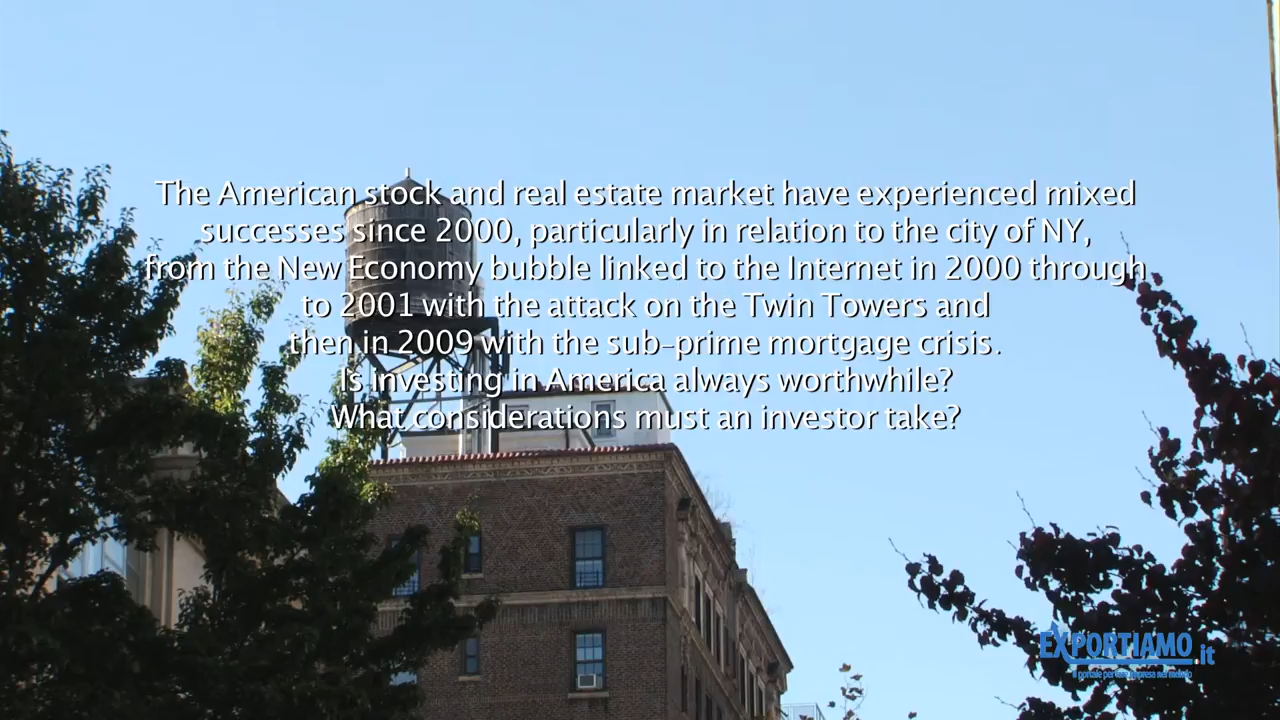 The American stock and real estate market have experienced mixed
successes since 2000, particularly in relation to the city of NY,
from the New Economy bubble linked to the Internet in 2000 through
to 2001 with the attack on the Twin Towers and
then in 2009 with the sub-prime mortgage crisis.
Is investing in America always worthwhile?
What considerations must an investor take?
EXPORTIAMO.it